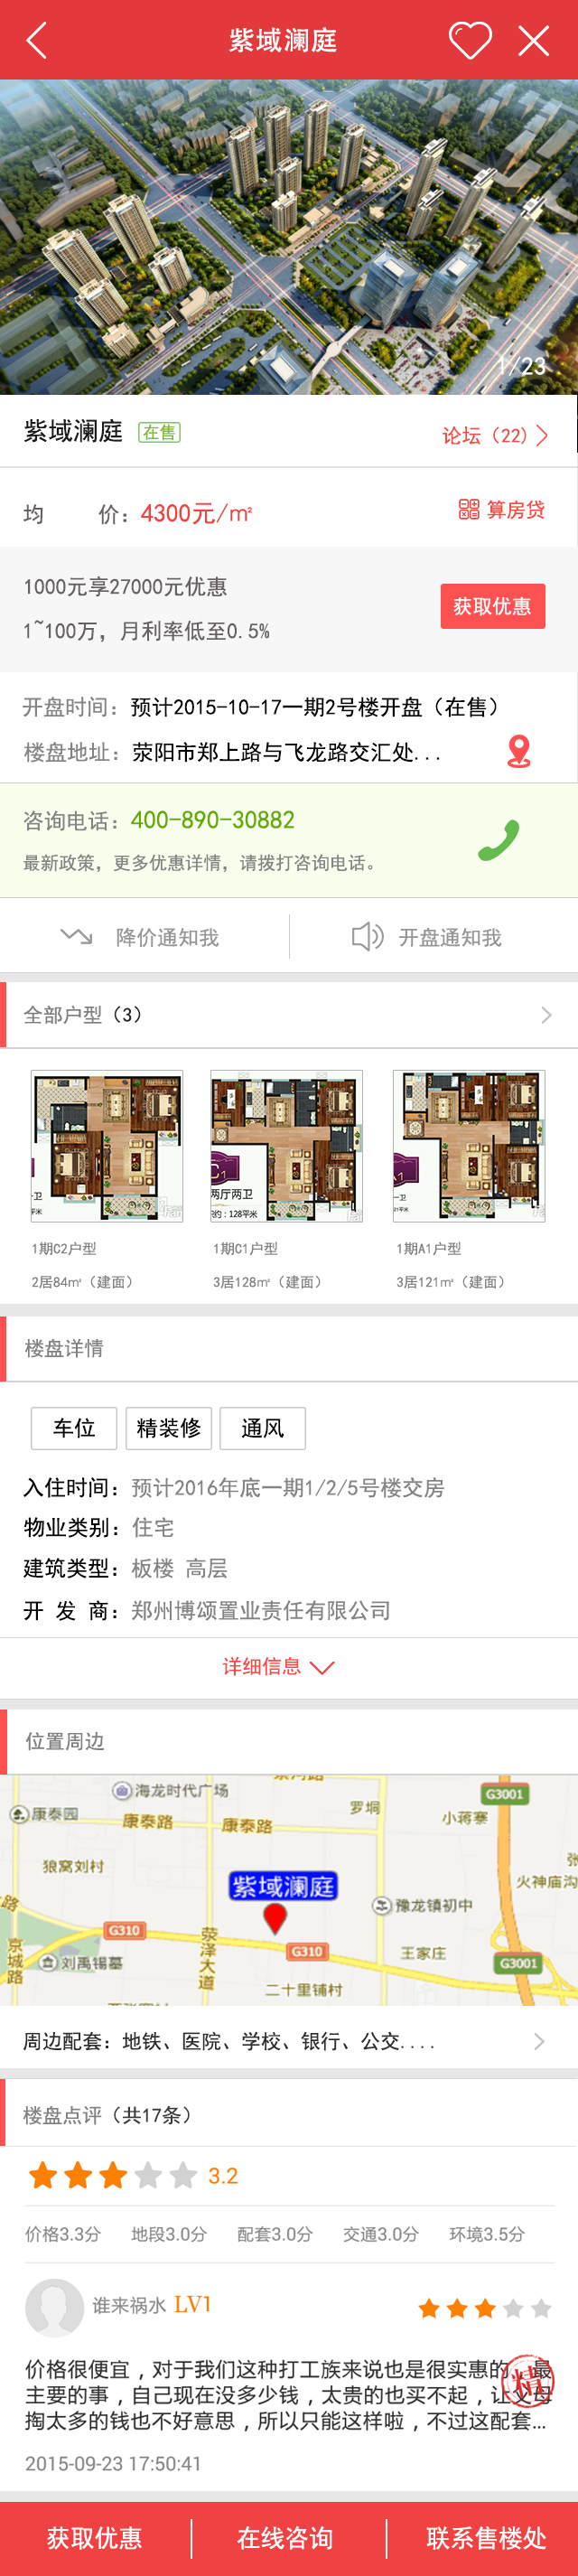 紫域澜庭
1/23
紫域澜庭 在售 论坛（22）
均 价：4300元/㎡ 算房贷
1000元享27000元优惠
1~100万，月利率低至0.5%
获取优惠
开盘时间：预计2015-10-17一期2号楼开盘（在售）
楼盘地址：荥阳市郑上路与飞龙路交汇处...
咨询电话：400-890-30882
最新政策，更多优惠详情，请拨打咨询电话。
降价通知我 开盘通知我
全部户型（3）
两厅两卫
约：128平米
1期C2户型 1期C1户型 1期A1户型
2居84㎡（建面） 3居128㎡（建面） 3居121㎡（建面）
楼盘详情
车位 精装修 通风
入住时间：预计2016年底一期1/2/5号楼交房
物业类别：住宅
建筑类型：板楼 高层
开 发 商：郑州博颂置业责任有限公司
详细信息
位置周边
海龙时代广场 G3001
康泰园 康泰路 康泰路 罗垌 小蒋寨
狼窝刘村 紫域澜庭 火神庙沟
豫龙镇初中
G310 荥泽大道 G310 王家庄 G3001
京城路 刘禹锡墓 二十里铺村
周边配套：地铁、医院、学校、银行、公交....
楼盘点评（共17条）
3.2
价格3.3分 地段3.0分 配套3.0分 交通3.0分 环境3.5分
谁来祸水 LV1
价格很便宜，对于我们这种打工族来说也是很实惠的，最
主要的事，自己现在没多少钱，太贵的也买不起，让父母
掏太多的钱也不好意思，所以只能这样啦，不过这配套...
精
2015-09-23 17:50:41
获取优惠 在线咨询 联系售楼处